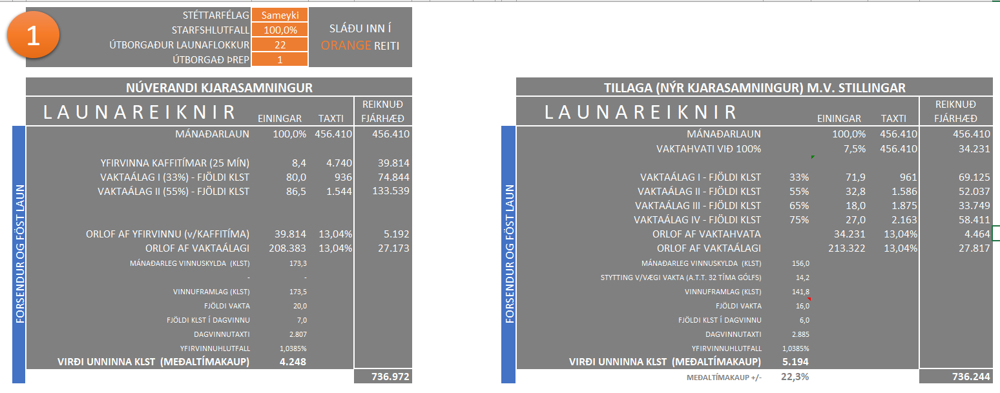 1
STÉTTARFÉLAG Sameyki
STARFSHLUTFALL 100,0%
ÚTBORGAÐUR LAUNAFLOKKUR 22
ÚTBORGAÐ ÞREP 1
SLÁÐU INN Í
ORANGE REITI
NÚVERANDI KJARASAMNINGUR
LAUNAREIKNIR EININGAR TAXTI REIKNUÐ FJÁRHÆÐ
FORSENDUR OG FÖST LAUN
MÁNAÐARLAUN 100,0% 456.410 456.410
YFIRVINNA KAFFITÍMAR (25 MÍN) 8,4 4.740 39.814
VAKTAÁLAG I (33%) - FJÖLDI KLST 80,0 936 74.844
VAKTAÁLAG II (55%) - FJÖLDI KLST 86,5 1.544 133.539
ORLOF AF YFIRVINNU (v/KAFFITÍMA) 39.814 13,04% 5.192
ORLOF AF VAKTAÁLAGI 208.383 13,04% 27.173
MÁNAÐARLEG VINNUSKYLDA (KLST) 173,3
- -
VINNUFRAMLAG (KLST) 173,5
FJÖLDI VAKTA 20,0
FJÖLDI KLST Í DAGVINNU 7,0
DAGVINNUTAXTI 2.807
YFIRVINNUHLUTFALL 1,0385%
VIRÐI UNNINNA KLST (MEÐALTÍMAKAUP) 4.248
736.972
TILLAGA (NÝR KJARASAMNINGUR) M.V. STILLINGAR
LAUNAREIKNIR EININGAR TAXTI REIKNUÐ FJÁRHÆÐ
FORSENDUR OG FÖST LAUN
MÁNAÐARLAUN 100,0% 456.410 456.410
VAKTAHVATI VIÐ 100% 7,5% 456.410 34.231
VAKTAÁLAG I - FJÖLDI KLST 33% 71,9 961 69.125
VAKTAÁLAG II - FJÖLDI KLST 55% 32,8 1.586 52.037
VAKTAÁLAG III - FJÖLDI KLST 65% 18,0 1.875 33.749
VAKTAÁLAG IV - FJÖLDI KLST 75% 27,0 2.163 58.411
ORLOF AF VAKTAHVATA 34.231 13,04% 4.464
ORLOF AF VAKTAÁLAGI 213.322 13,04% 27.817
MÁNAÐARLEG VINNUSKYLDA (KLST) 156,0
STYTTING V/VÆGI VAKTA (A.T.T. 32 TÍMA GÓLFS) 14,2
VINNUFRAMLAG (KLST) 141,8
FJÖLDI VAKTA 16,0
FJÖLDI KLST Í DAGVINNU 6,0
DAGVINNUTAXTI 2.885
YFIRVINNUHLUTFALL 1,0385%
VIRÐI UNNINNA KLST (MEÐALTÍMAKAUP) 5.194
MEÐALTÍMAKAUP +/- 22,3% 736.244